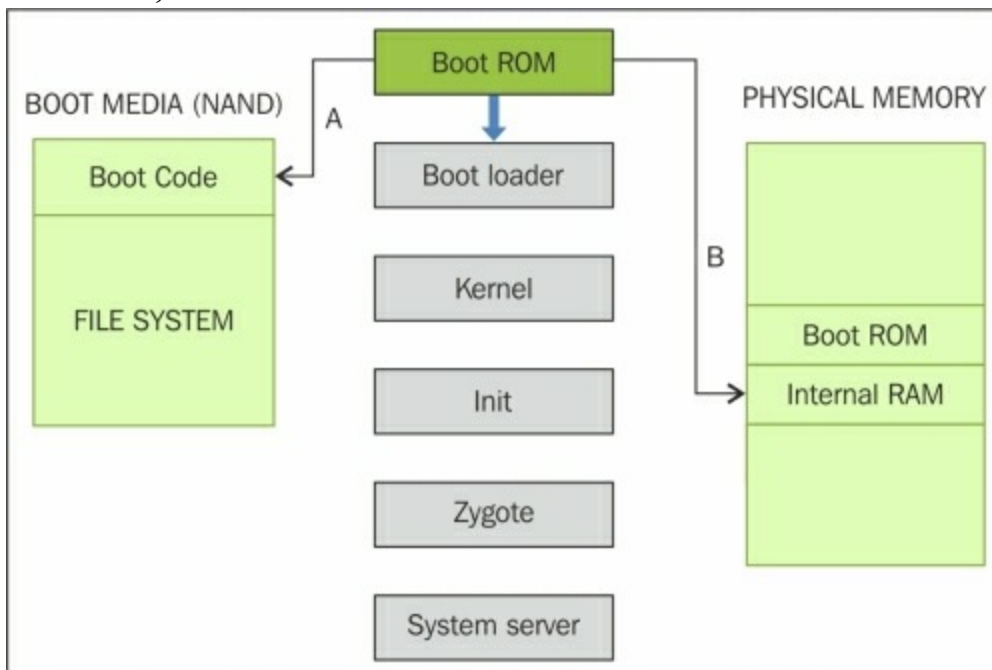 Boot ROM
BOOT MEDIA (NAND)
A
PHYSICAL MEMORY
Boot Code
Boot loader
B
Kernel
FILE SYSTEM
Boot ROM
Init
Internal RAM
Zygote
System server